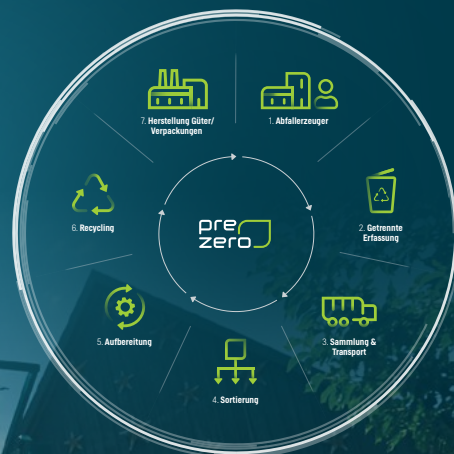 1. Abfallerzeuger
2. Getrennte
Erfassung
3. Sammlung &
Transport
4. Sortierung
5. Aufbereitung
6. Recycling
7. Herstellung Güter/
Verpackungen
pre
zero